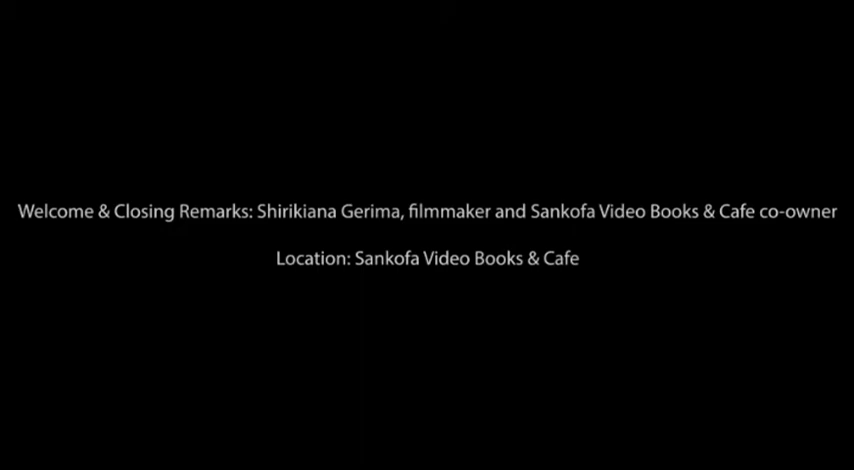 Welcome & Closing Remarks: Shirikiana Gerima, filmmaker and Sankofa Video Books & Cafe co-owner
Location: Sankofa Video Books & Cafe